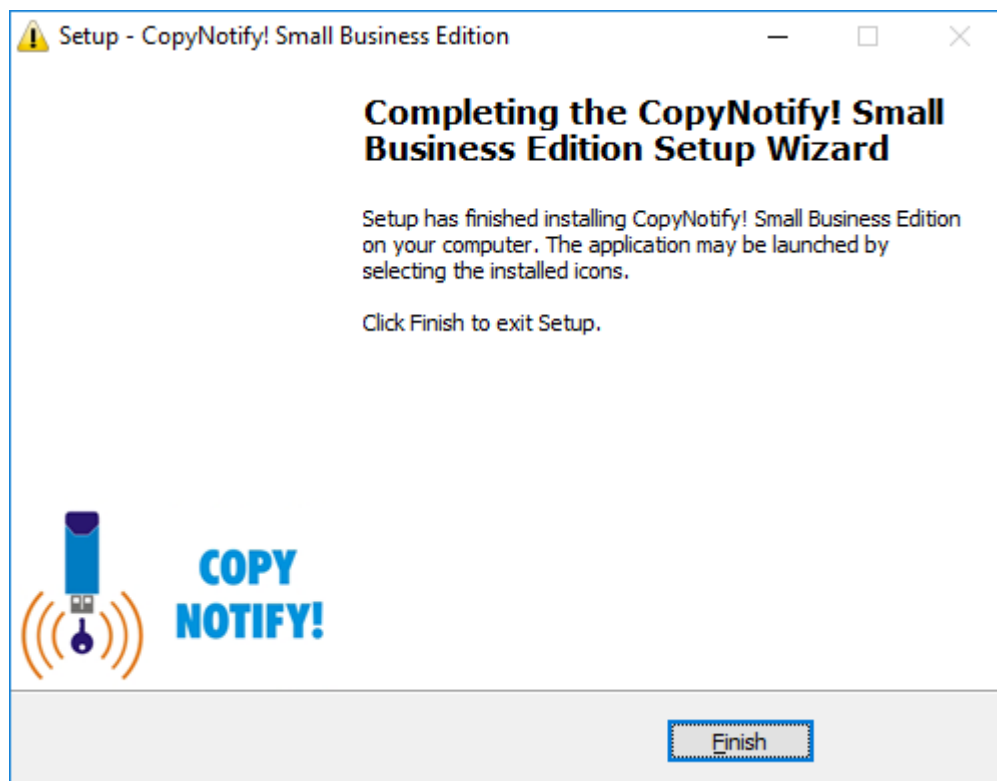 Setup - CopyNotify! Small Business Edition
Completing the CopyNotify! Small
Business Edition Setup Wizard
Setup has finished installing CopyNotify! Small Business Edition
on your computer. The application may be launched by
selecting the installed icons.
Click Finish to exit Setup.
COPY
NOTIFY!
Finish